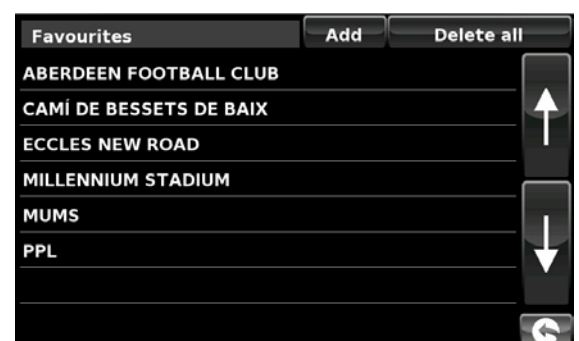 Favourites Add Delete all
ABERDEEN FOOTBALL CLUB
CAMÍ DE BESSETS DE BAIX
ECCLES NEW ROAD
MILLENNIUM STADIUM
MUMS
PPL